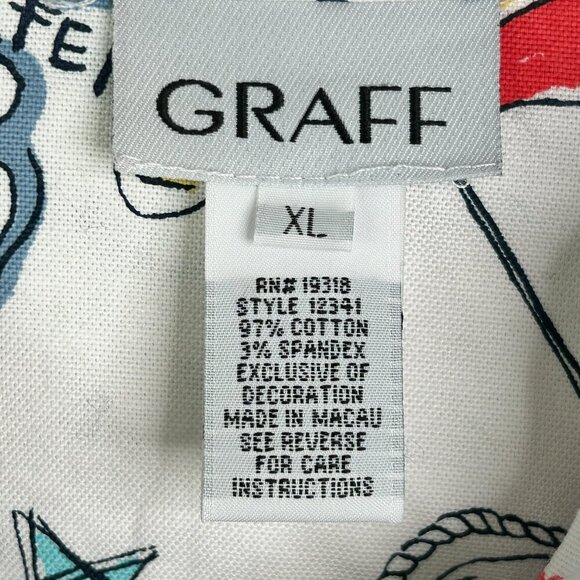 FE
GRAFF
XL
RN# 19318
STYLE 12341
97% COTTON
3% SPANDEX
EXCLUSIVE OF
DECORATION
MADE IN MACAU
SEE REVERSE
FOR CARE
INSTRUCTIONS